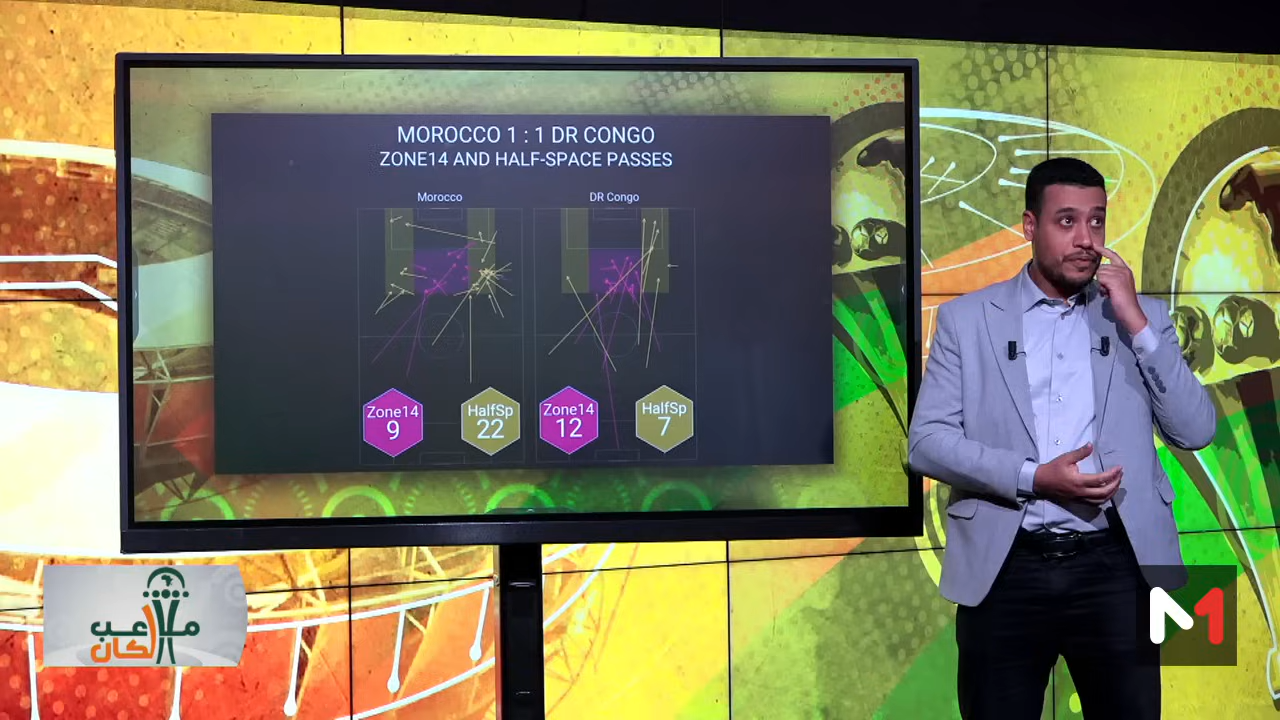 MOROCCO 1 : 1 DR CONGO
ZONE14 AND HALF-SPACE PASSES
Morocco
DR Congo
Zone14
9
HalfSp
22
Zone14
12
HalfSp
7
ملاعب
الكان
M1